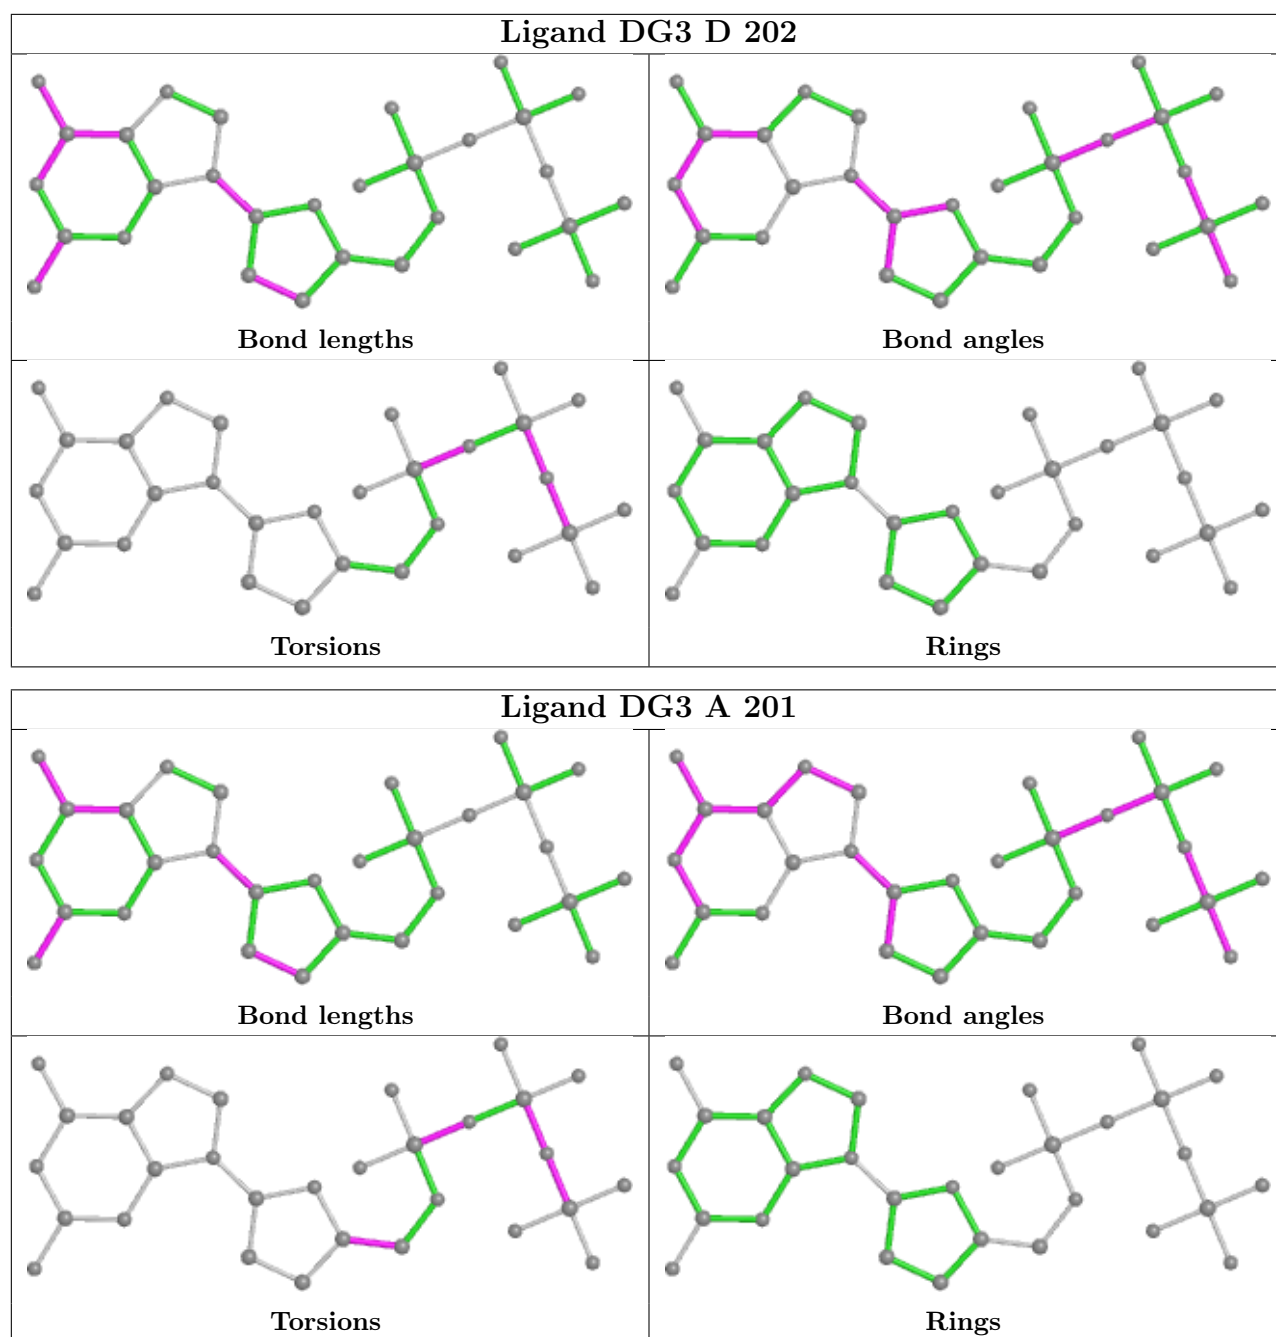 Ligand DG3 D 202
Bond lengths
Bond angles
Torsions
Rings
Ligand DG3 A 201
Bond lengths
Bond angles
Torsions
Rings